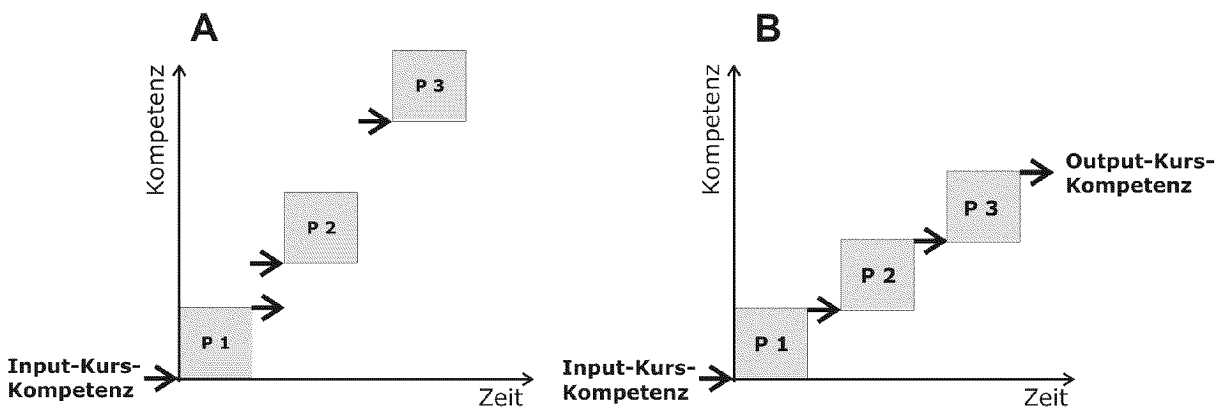 A
Kompetenz
P 3
P 2
P 1
Input-Kurs-
Kompetenz
Zeit
B
Kompetenz
Output-Kurs-
Kompetenz
P 3
P 2
P 1
Input-Kurs-
Kompetenz
Zeit